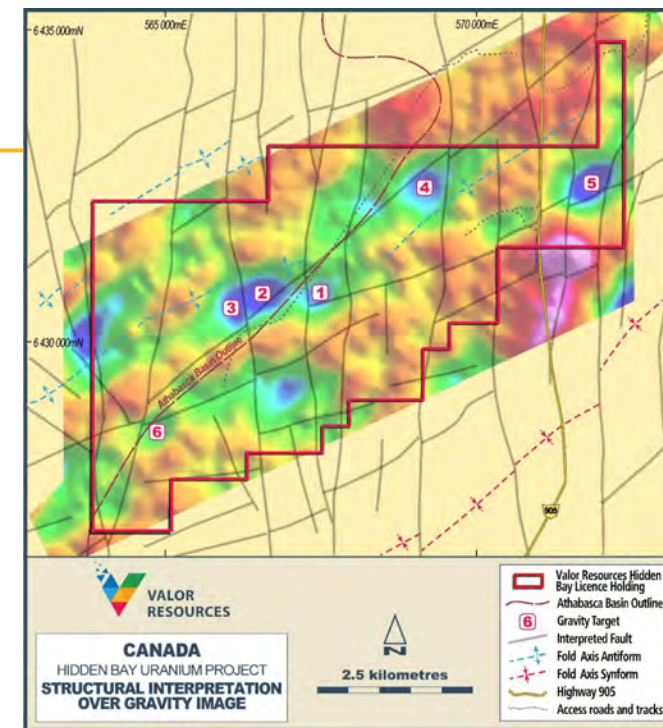 565 000mE
570 000mE
6 435 000mN
4
5
1
2
3
6 430 000mN
Athabasca Basin Outline
6
905
VALOR
RESOURCES
CANADA
HIDDEN BAY URANIUM PROJECT
STRUCTURAL INTERPRETATION
OVER GRAVITY IMAGE
N
2.5 kilometres
Valor Resources Hidden
Bay Licence Holding
Athabasca Basin Outline
6 Gravity Target
Interpreted Fault
Fold Axis Antiform
Fold Axis Synform
Highway 905
Access roads and tracks